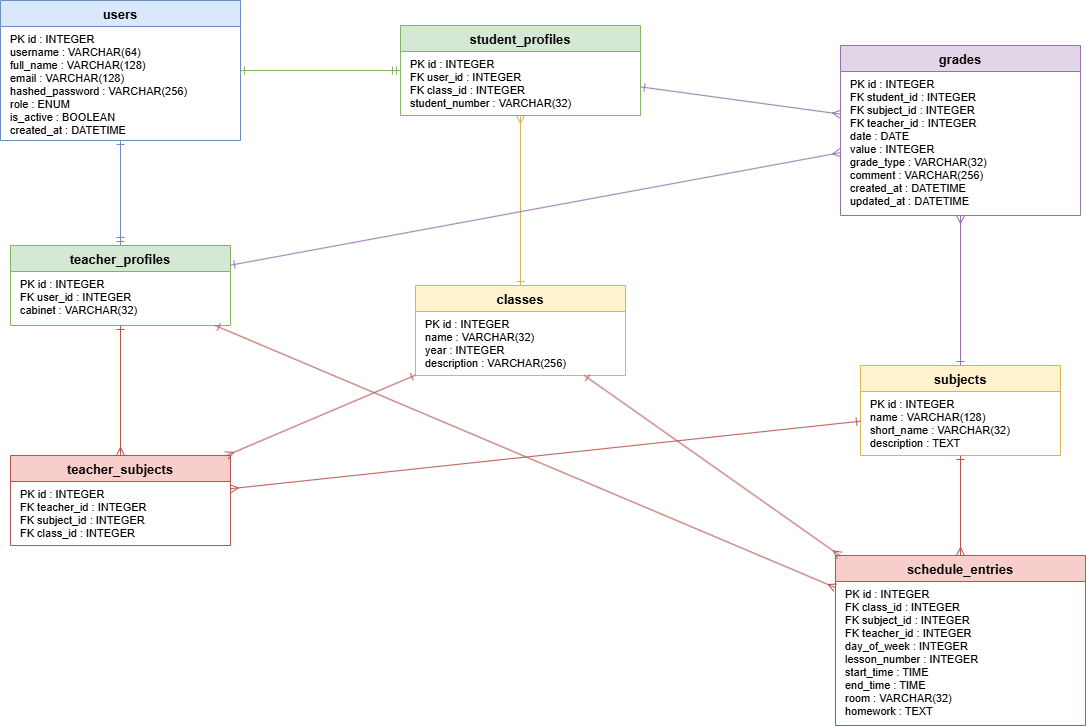 users
PK id : INTEGER
username : VARCHAR(64)
full_name : VARCHAR(128)
email : VARCHAR(128)
hashed_password : VARCHAR(256)
role : ENUM
is_active : BOOLEAN
created_at : DATETIME
student_profiles
PK id : INTEGER
FK user_id : INTEGER
FK class_id : INTEGER
student_number : VARCHAR(32)
grades
PK id : INTEGER
FK student_id : INTEGER
FK subject_id : INTEGER
FK teacher_id : INTEGER
date : DATE
value : INTEGER
grade_type : VARCHAR(32)
comment : VARCHAR(256)
created_at : DATETIME
updated_at : DATETIME
teacher_profiles
PK id : INTEGER
FK user_id : INTEGER
cabinet : VARCHAR(32)
classes
PK id : INTEGER
name : VARCHAR(32)
year : INTEGER
description : VARCHAR(256)
subjects
PK id : INTEGER
name : VARCHAR(128)
short_name : VARCHAR(32)
description : TEXT
teacher_subjects
PK id : INTEGER
FK teacher_id : INTEGER
FK subject_id : INTEGER
FK class_id : INTEGER
schedule_entries
PK id : INTEGER
FK class_id : INTEGER
FK subject_id : INTEGER
FK teacher_id : INTEGER
day_of_week : INTEGER
lesson_number : INTEGER
start_time : TIME
end_time : TIME
room : VARCHAR(32)
homework : TEXT